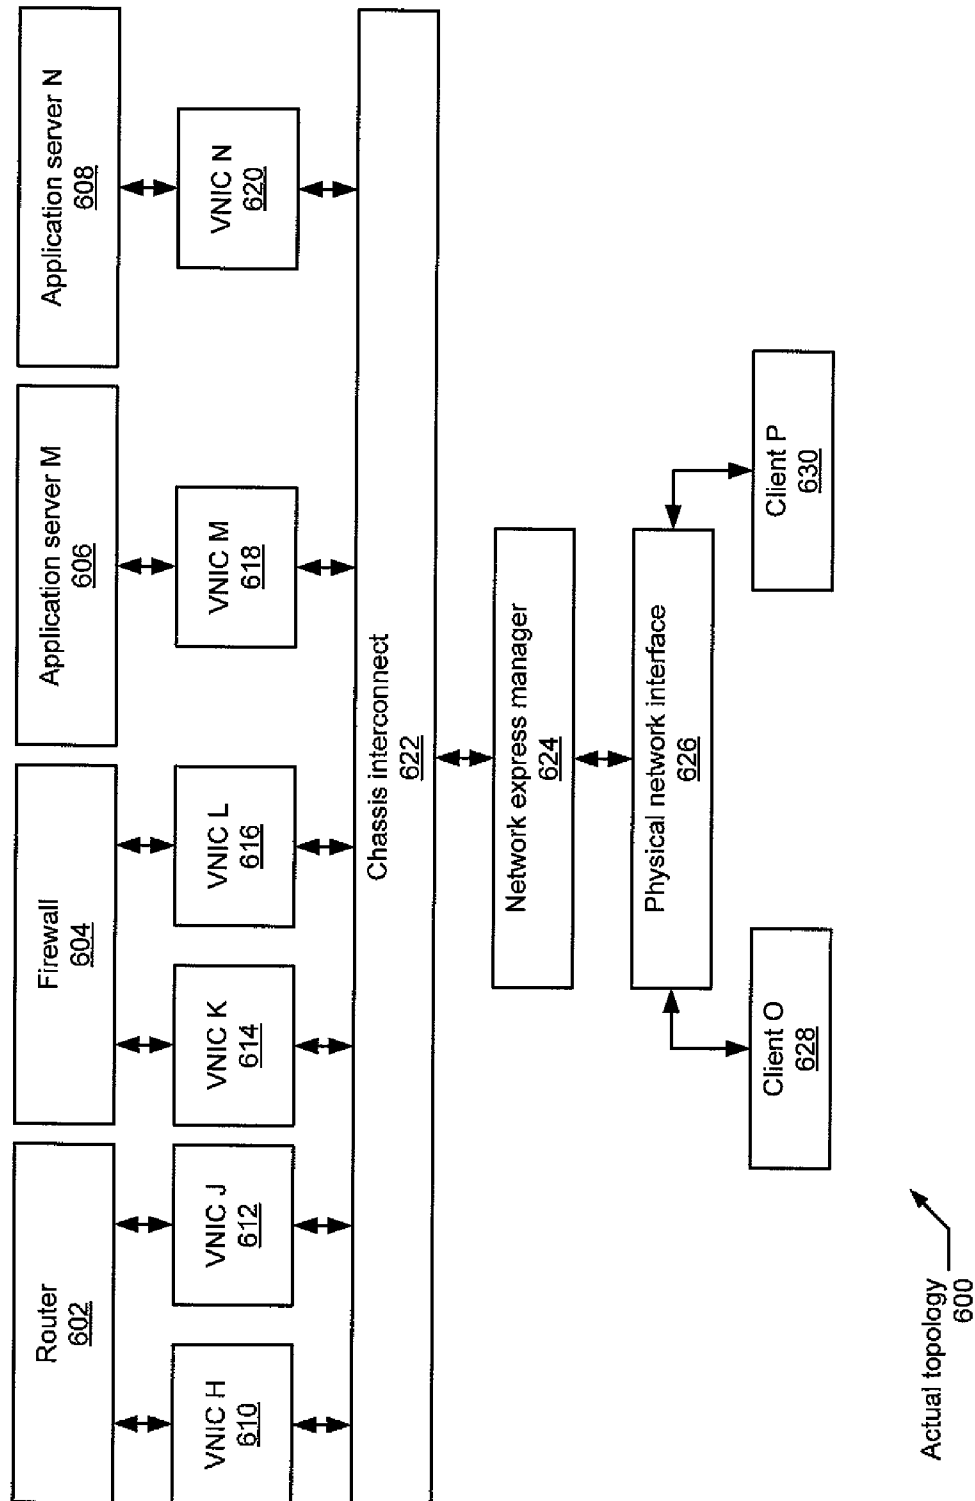 Router
602
Firewall
604
Application server M
606
Application server N
608
VNIC H
610
VNIC J
612
VNIC K
614
VNIC L
616
VNIC M
618
VNIC N
620
Chassis interconnect
622
Network express manager
624
Physical network interface
626
Client O
628
Client P
630
Actual topology
600